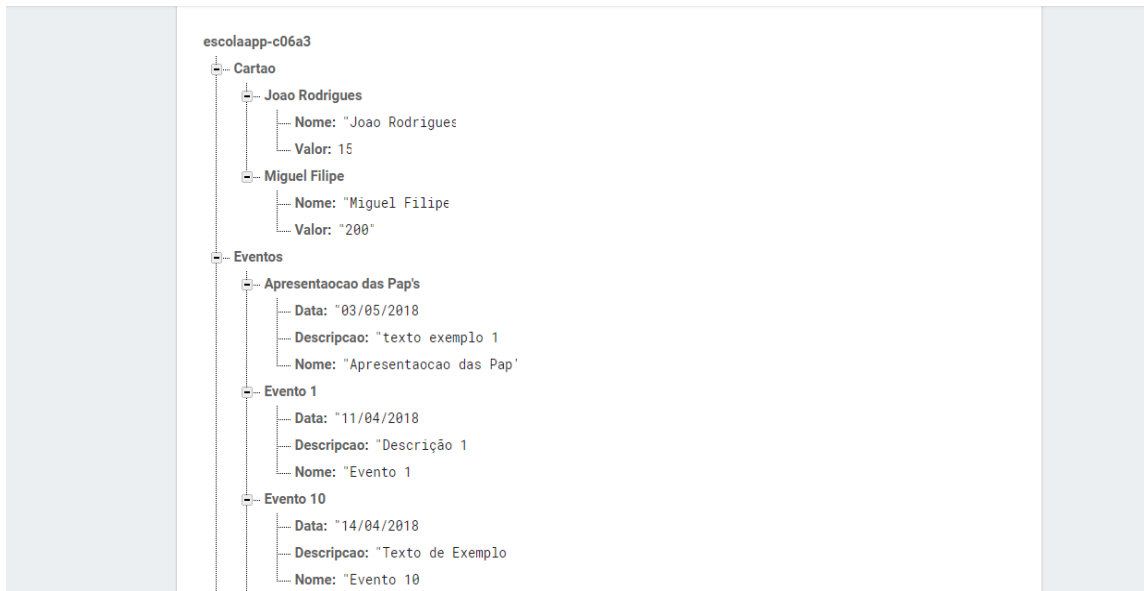 escolaapp-c06a3
Cartao
Joao Rodrigues
Nome: "Joao Rodrigues
Valor: 15
Miguel Filipe
Nome: "Miguel Filipe
Valor: "200"
Eventos
Apresentaocao das Pap's
Data: "03/05/2018
Descripcao: "texto exemplo 1
Nome: "Apresentaocao das Pap'
Evento 1
Data: "11/04/2018
Descripcao: "Descrição 1
Nome: "Evento 1
Evento 10
Data: "14/04/2018
Descripcao: "Texto de Exemplo
Nome: "Evento 10